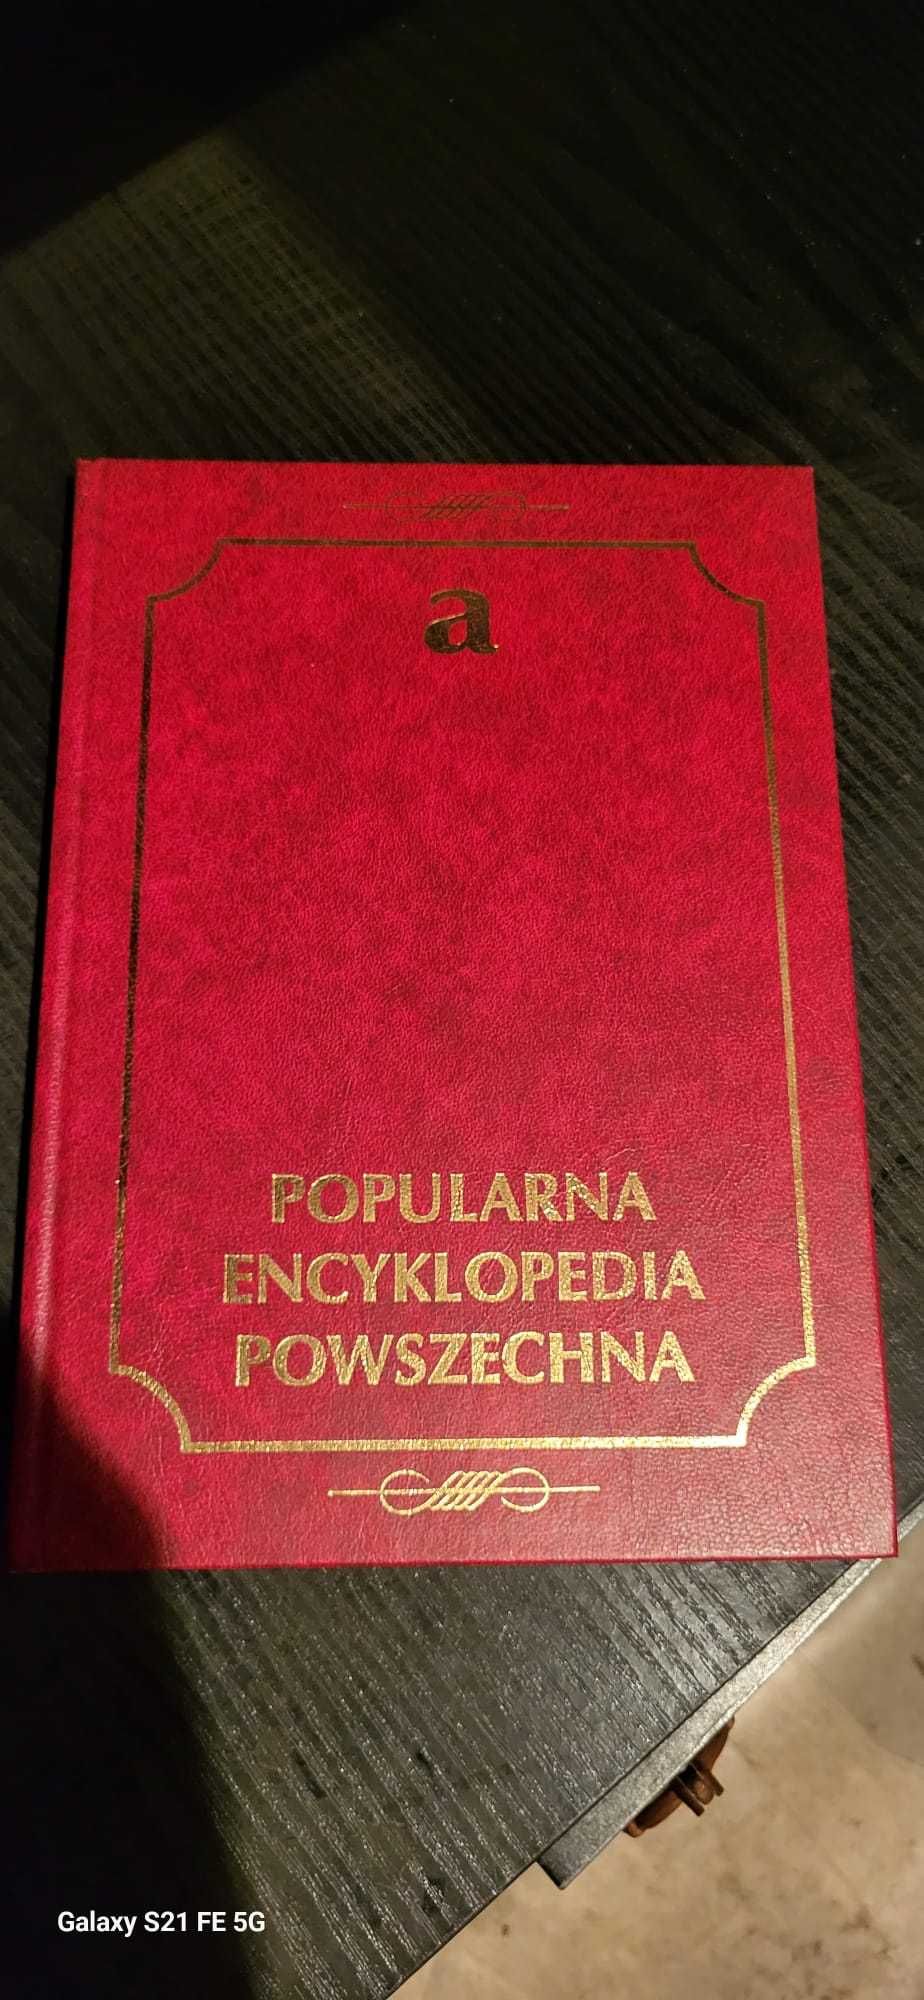 a
POPULARNA
ENCYKLOPEDIA
POWSZECHNA
Galaxy S21 FE 5G